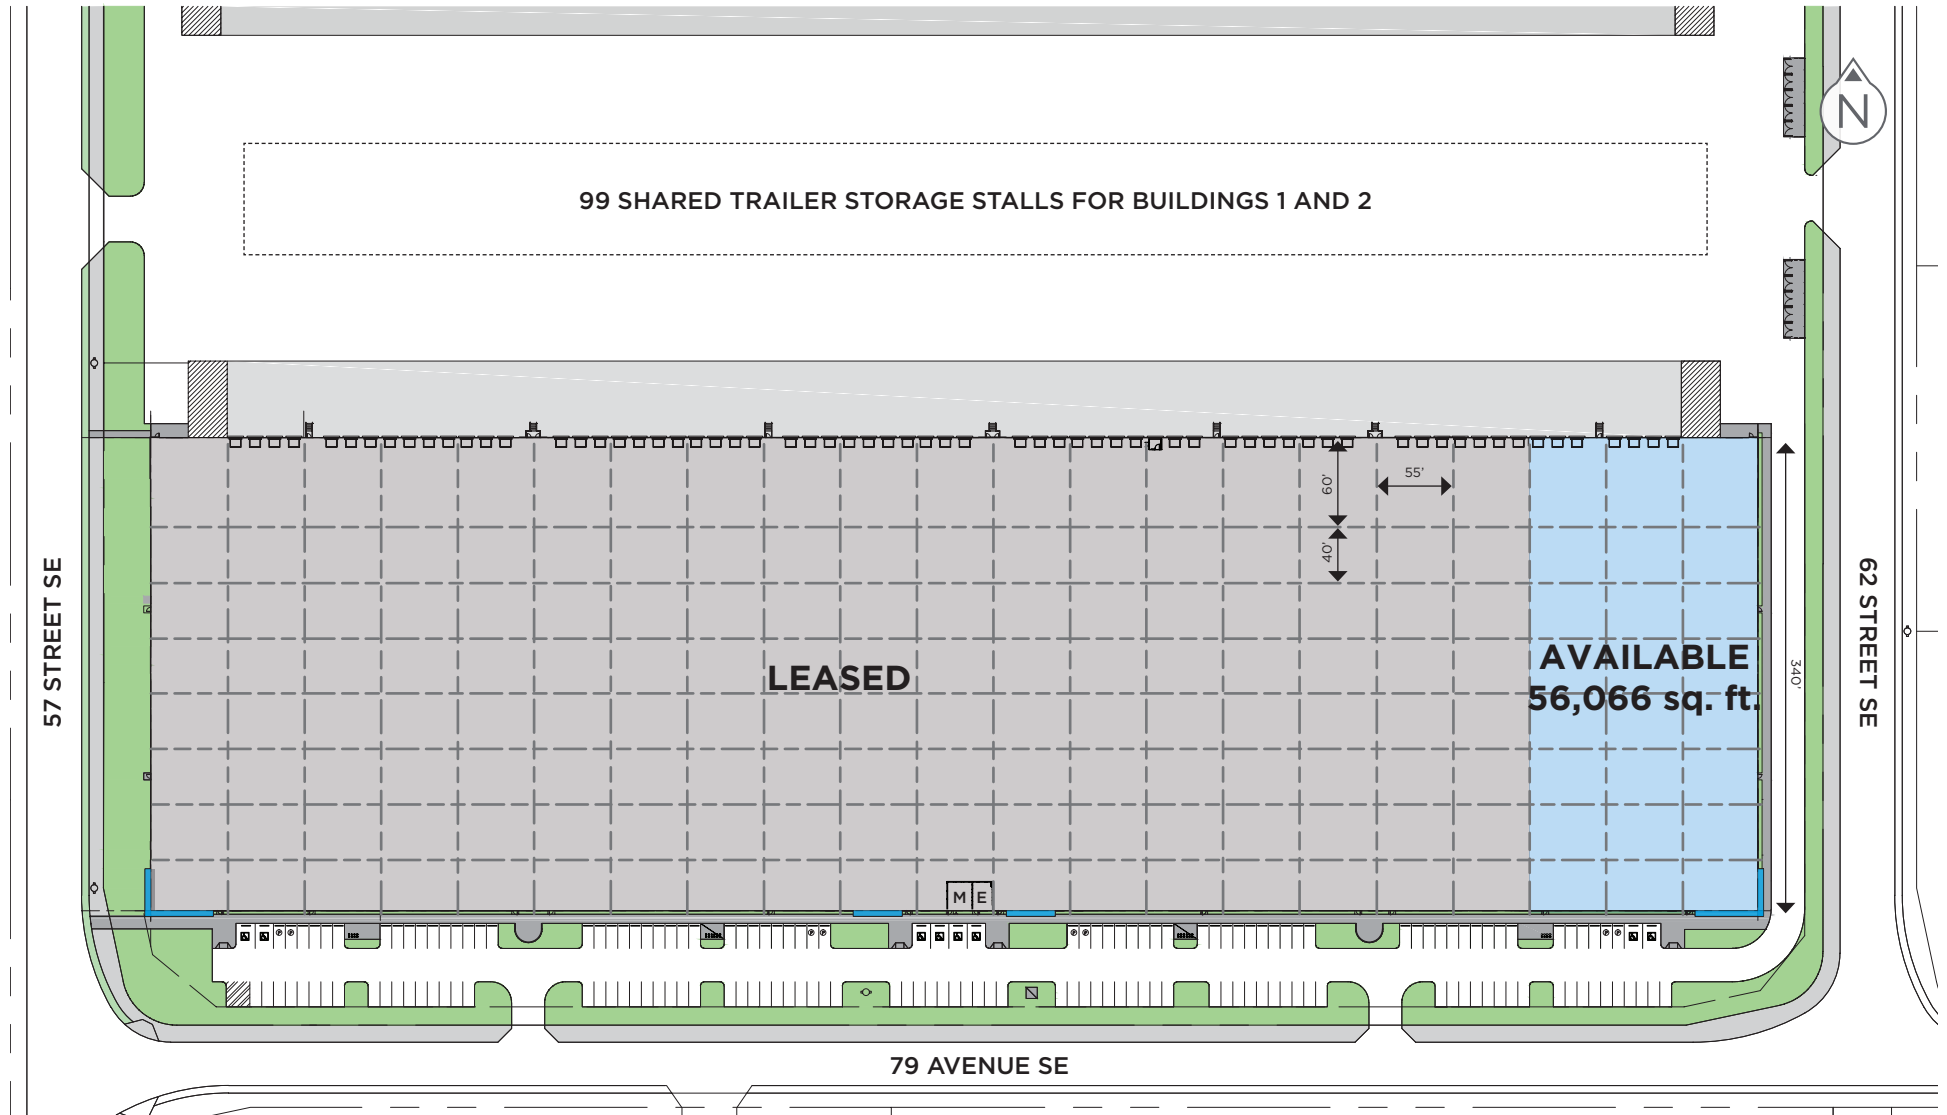 N
99 SHARED TRAILER STORAGE STALLS FOR BUILDINGS 1 AND 2
60'
55'
40'
57 STREET SE
62 STREET SE
LEASED
AVAILABLE
56,066 sq. ft.
340'
M E
79 AVENUE SE